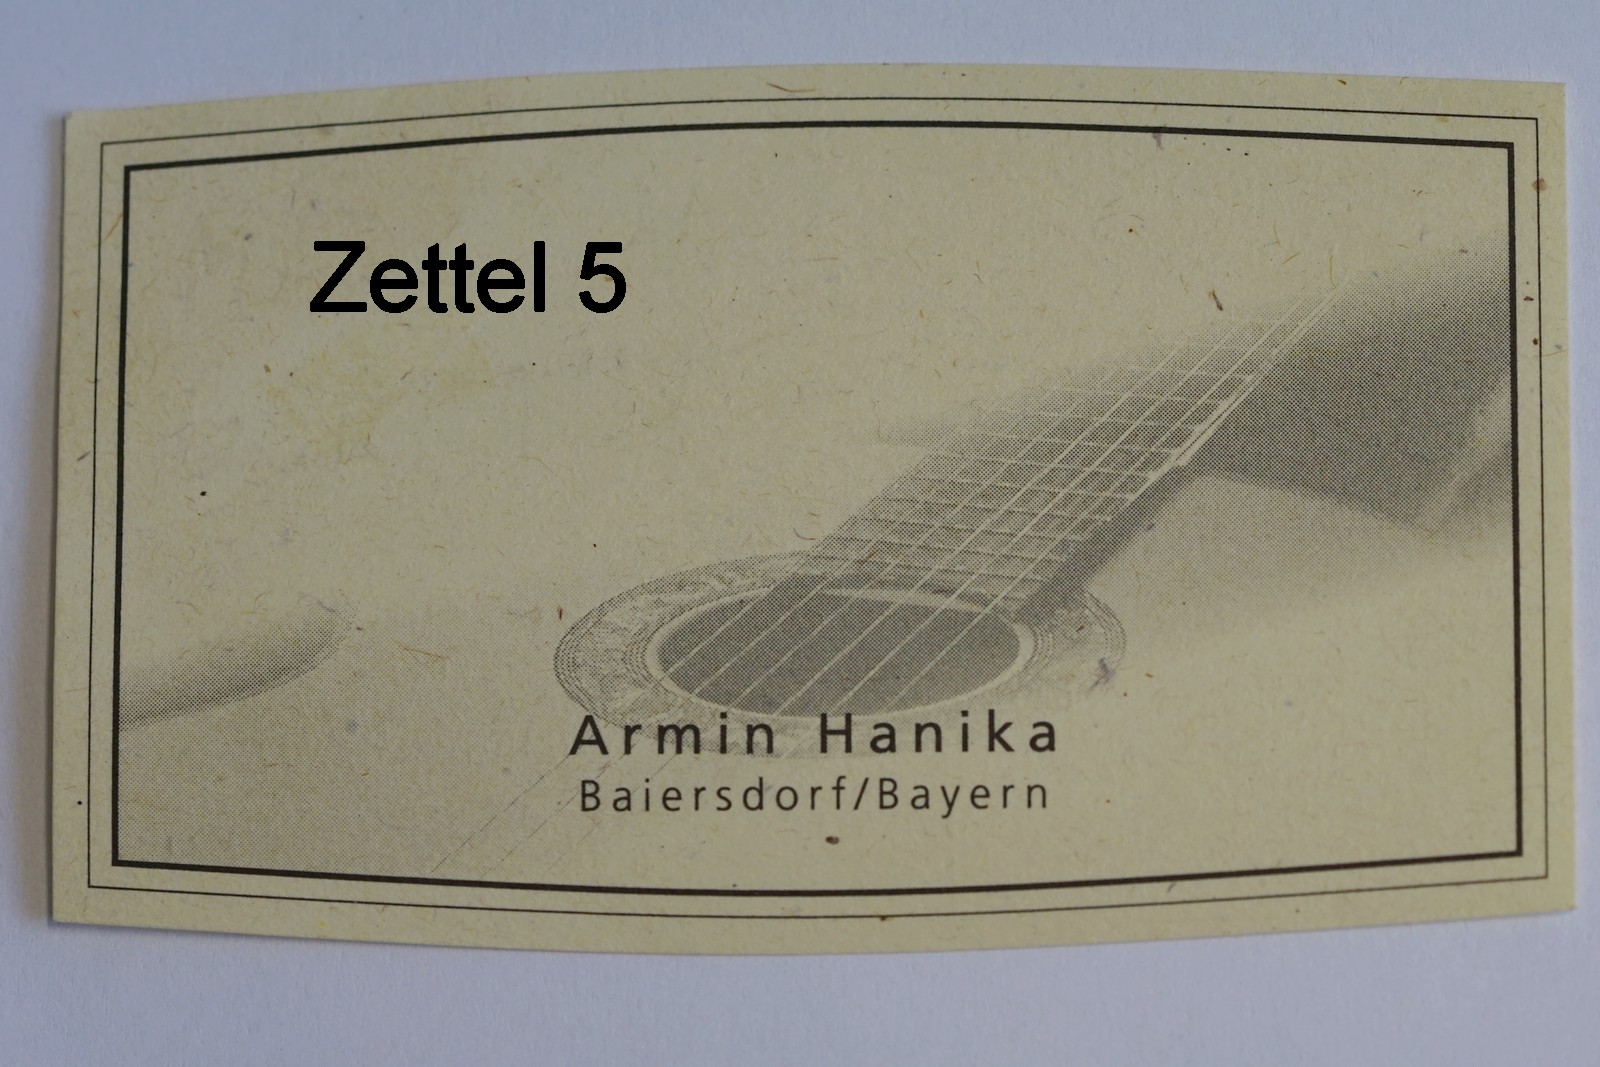 Zettel 5
Armin Hanika
Baiersdorf/Bayern